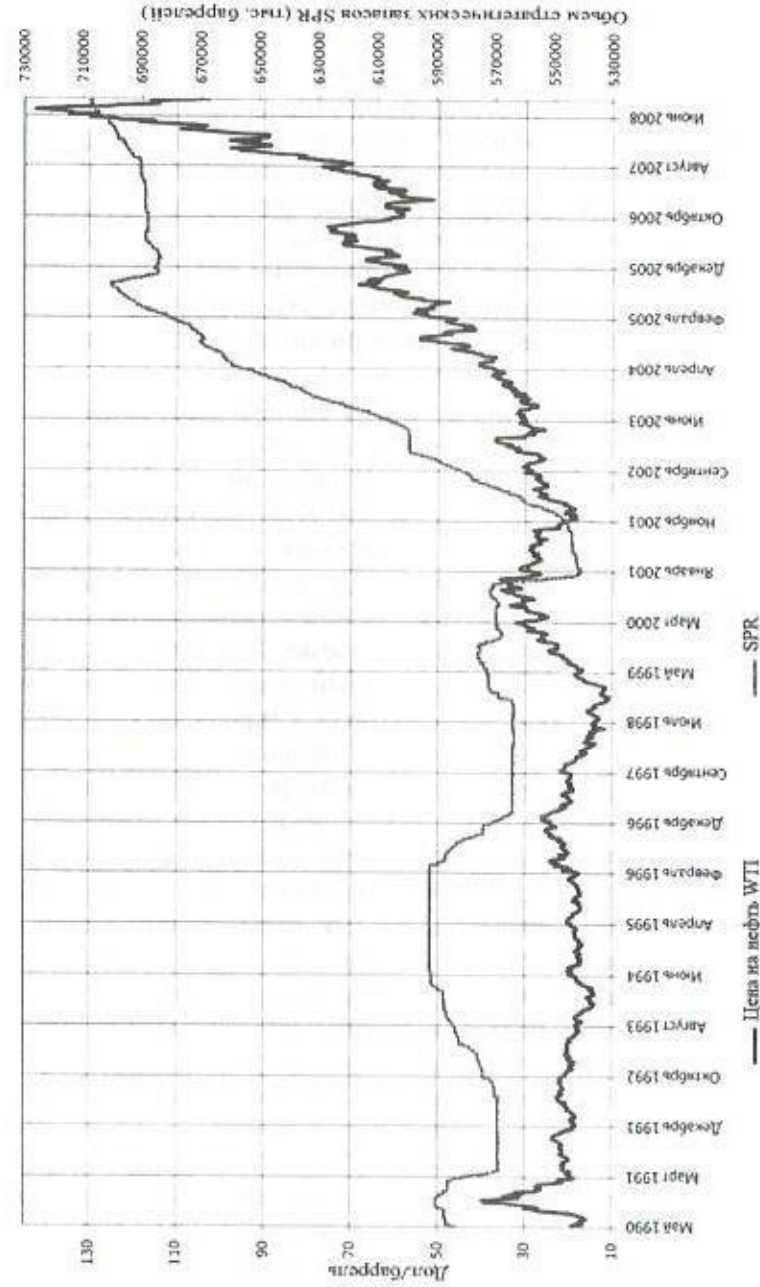 Дол/баррель
130
110
90
70
50
30
10
Объем стратегических запасов SPR (тыс. баррелей)
730000
710000
690000
670000
650000
630000
610000
590000
570000
550000
530000
Май 1990
Март 1991
Декабрь 1991
Октябрь 1992
Август 1993
Июнь 1994
Апрель 1995
Февраль 1996
Декабрь 1996
Сентябрь 1997
Июль 1998
Май 1999
Март 2000
Январь 2001
Ноябрь 2001
Сентябрь 2002
Июнь 2003
Апрель 2004
Февраль 2005
Декабрь 2005
Октябрь 2006
Август 2007
Июнь 2008
Цена на нефть WTI
SPR